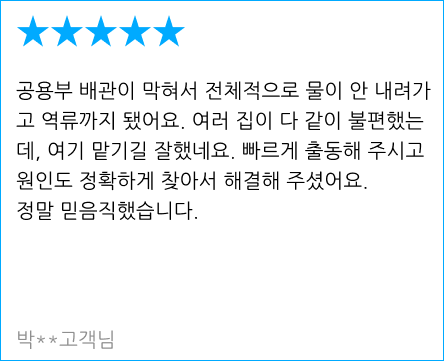 ★★★★★
공용부 배관이 막혀서 전체적으로 물이 안 내려가
고 역류까지 됐어요. 여러 집이 다 같이 불편했는
데, 여기 맡기길 잘했네요. 빠르게 출동해 주시고
원인도 정확하게 찾아서 해결해 주셨어요.
정말 믿음직했습니다.
박**고객님